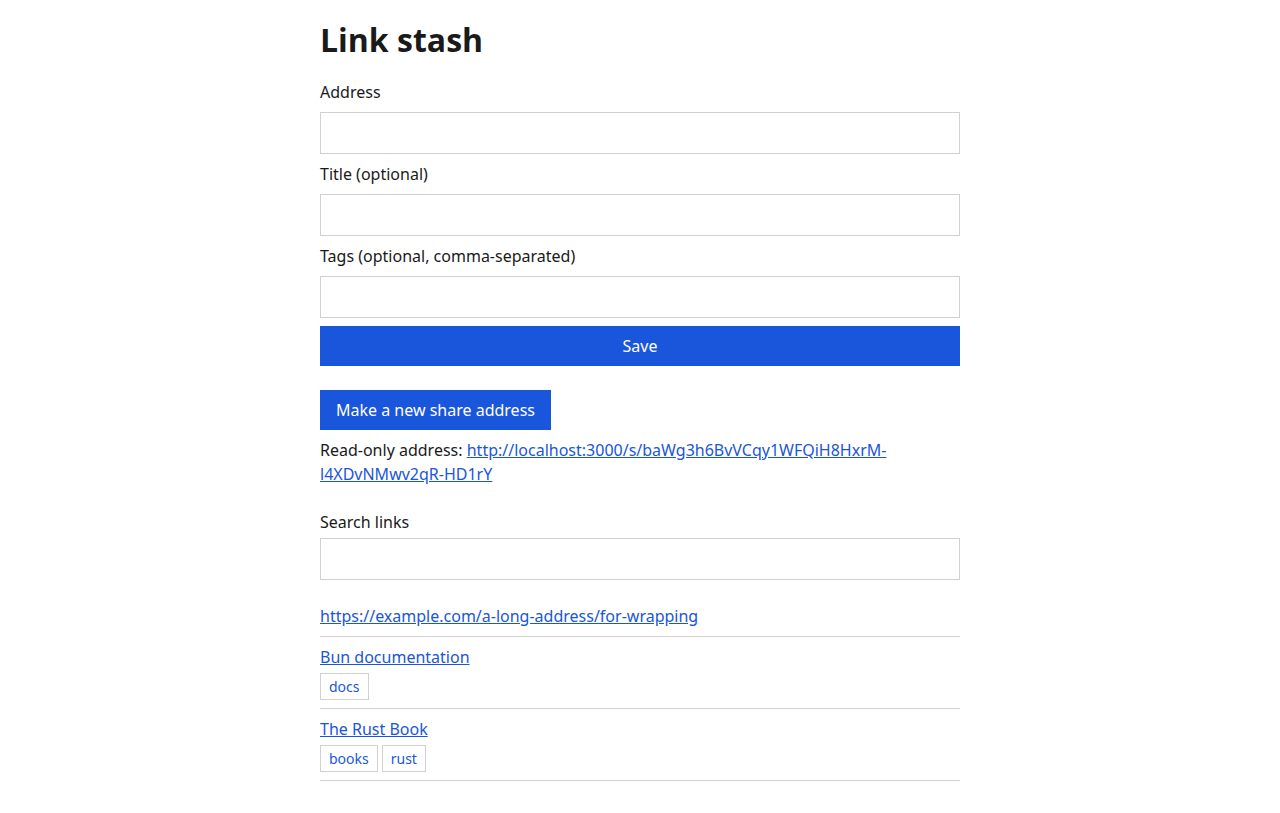 Link stash
Address
Title (optional)
Tags (optional, comma-separated)
Save
Make a new share address
Read-only address: http://localhost:3000/s/baWg3h6BvVCqy1WFQiH8HxrM-
l4XDvNMwv2qR-HD1rY
Search links
https://example.com/a-long-address/for-wrapping
Bun documentation
docs
The Rust Book
books rust